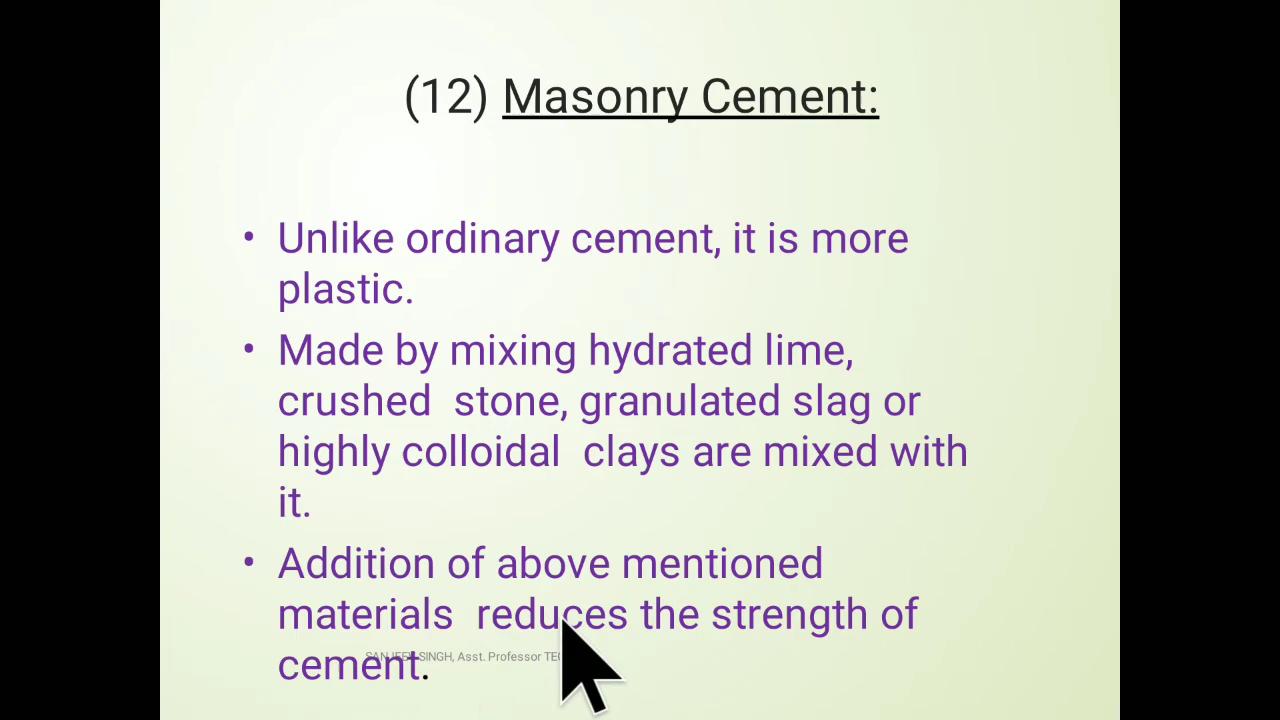 (12) Masonry Cement:
• Unlike ordinary cement, it is more
plastic.
• Made by mixing hydrated lime,
crushed stone, granulated slag or
highly colloidal clays are mixed with
it.
• Addition of above mentioned
materials reduces the strength of
cement.
SINGH, Asst. Professor